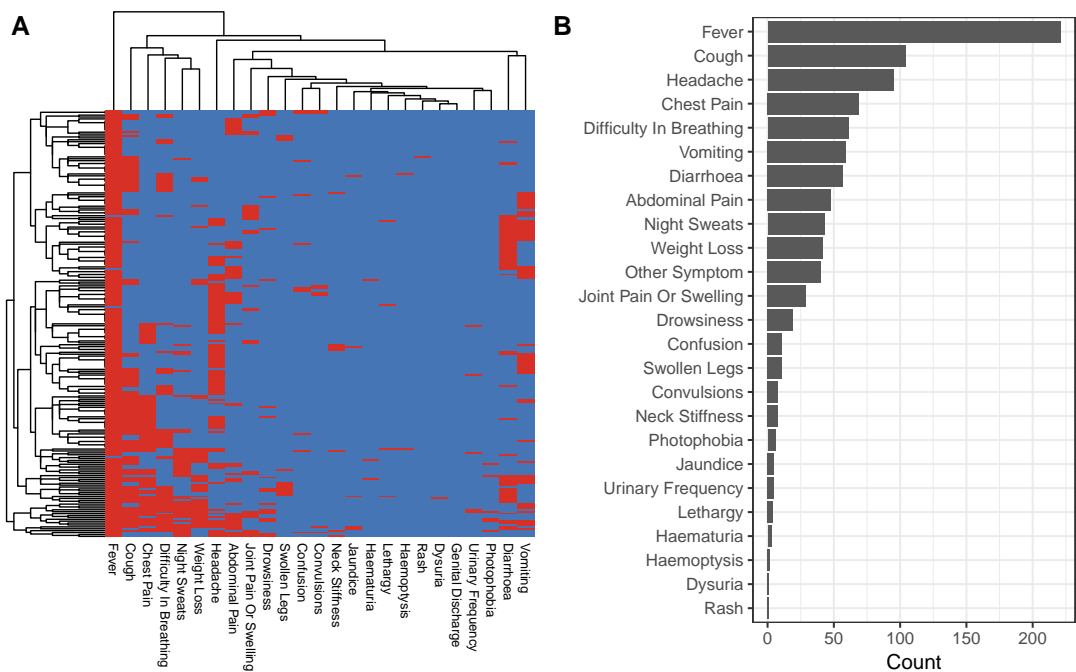 A
Fever
Cough
Chest Pain
Difficulty In Breathing
Night Sweats
Weight Loss
Headache
Abdominal Pain
Joint Pain Or Swelling
Drowsiness
Swollen Legs
Confusion
Convulsions
Neck Stiffness
Jaundice
Haematuria
Lethargy
Haemoptysis
Rash
Dysuria
Genital Discharge
Urinary Frequency
Photophobia
Diarrhoea
Vomiting
B
Fever
Cough
Headache
Chest Pain
Difficulty In Breathing
Vomiting
Diarrhoea
Abdominal Pain
Night Sweats
Weight Loss
Other Symptom
Joint Pain Or Swelling
Drowsiness
Confusion
Swollen Legs
Convulsions
Neck Stiffness
Photophobia
Jaundice
Urinary Frequency
Lethargy
Haematuria
Haemoptysis
Dysuria
Rash
0 50 100 150 200
Count